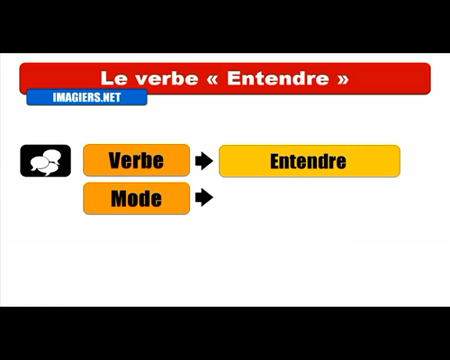 Le verbe « Entendre »
IMAGIERS.NET
Verbe Entendre
Mode